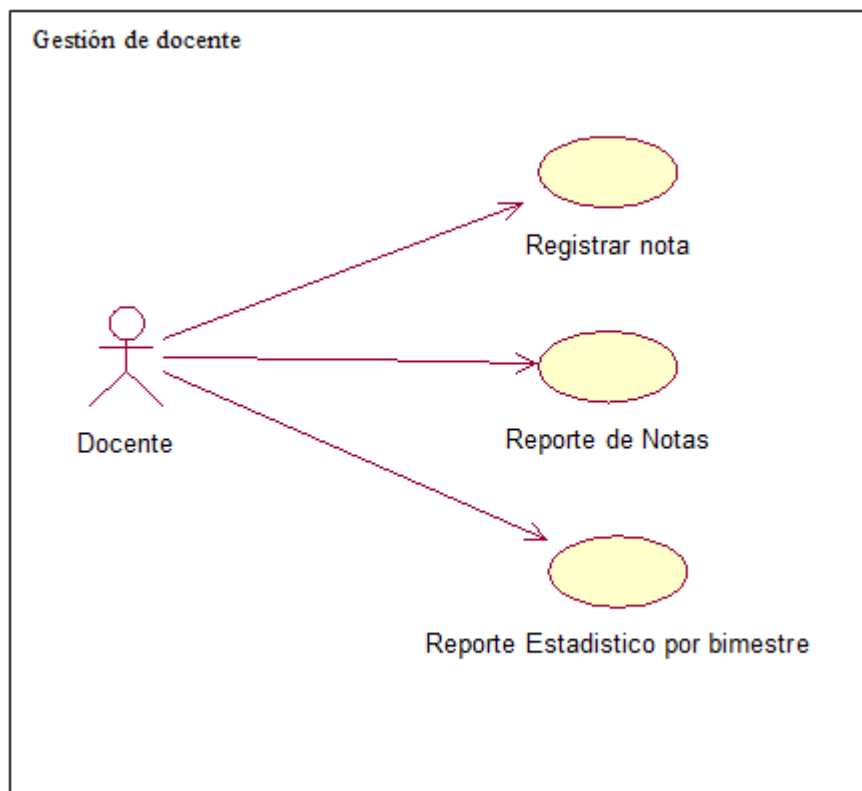 Gestión de docente
Registrar nota
Docente
Reporte de Notas
Reporte Estadistico por bimestre